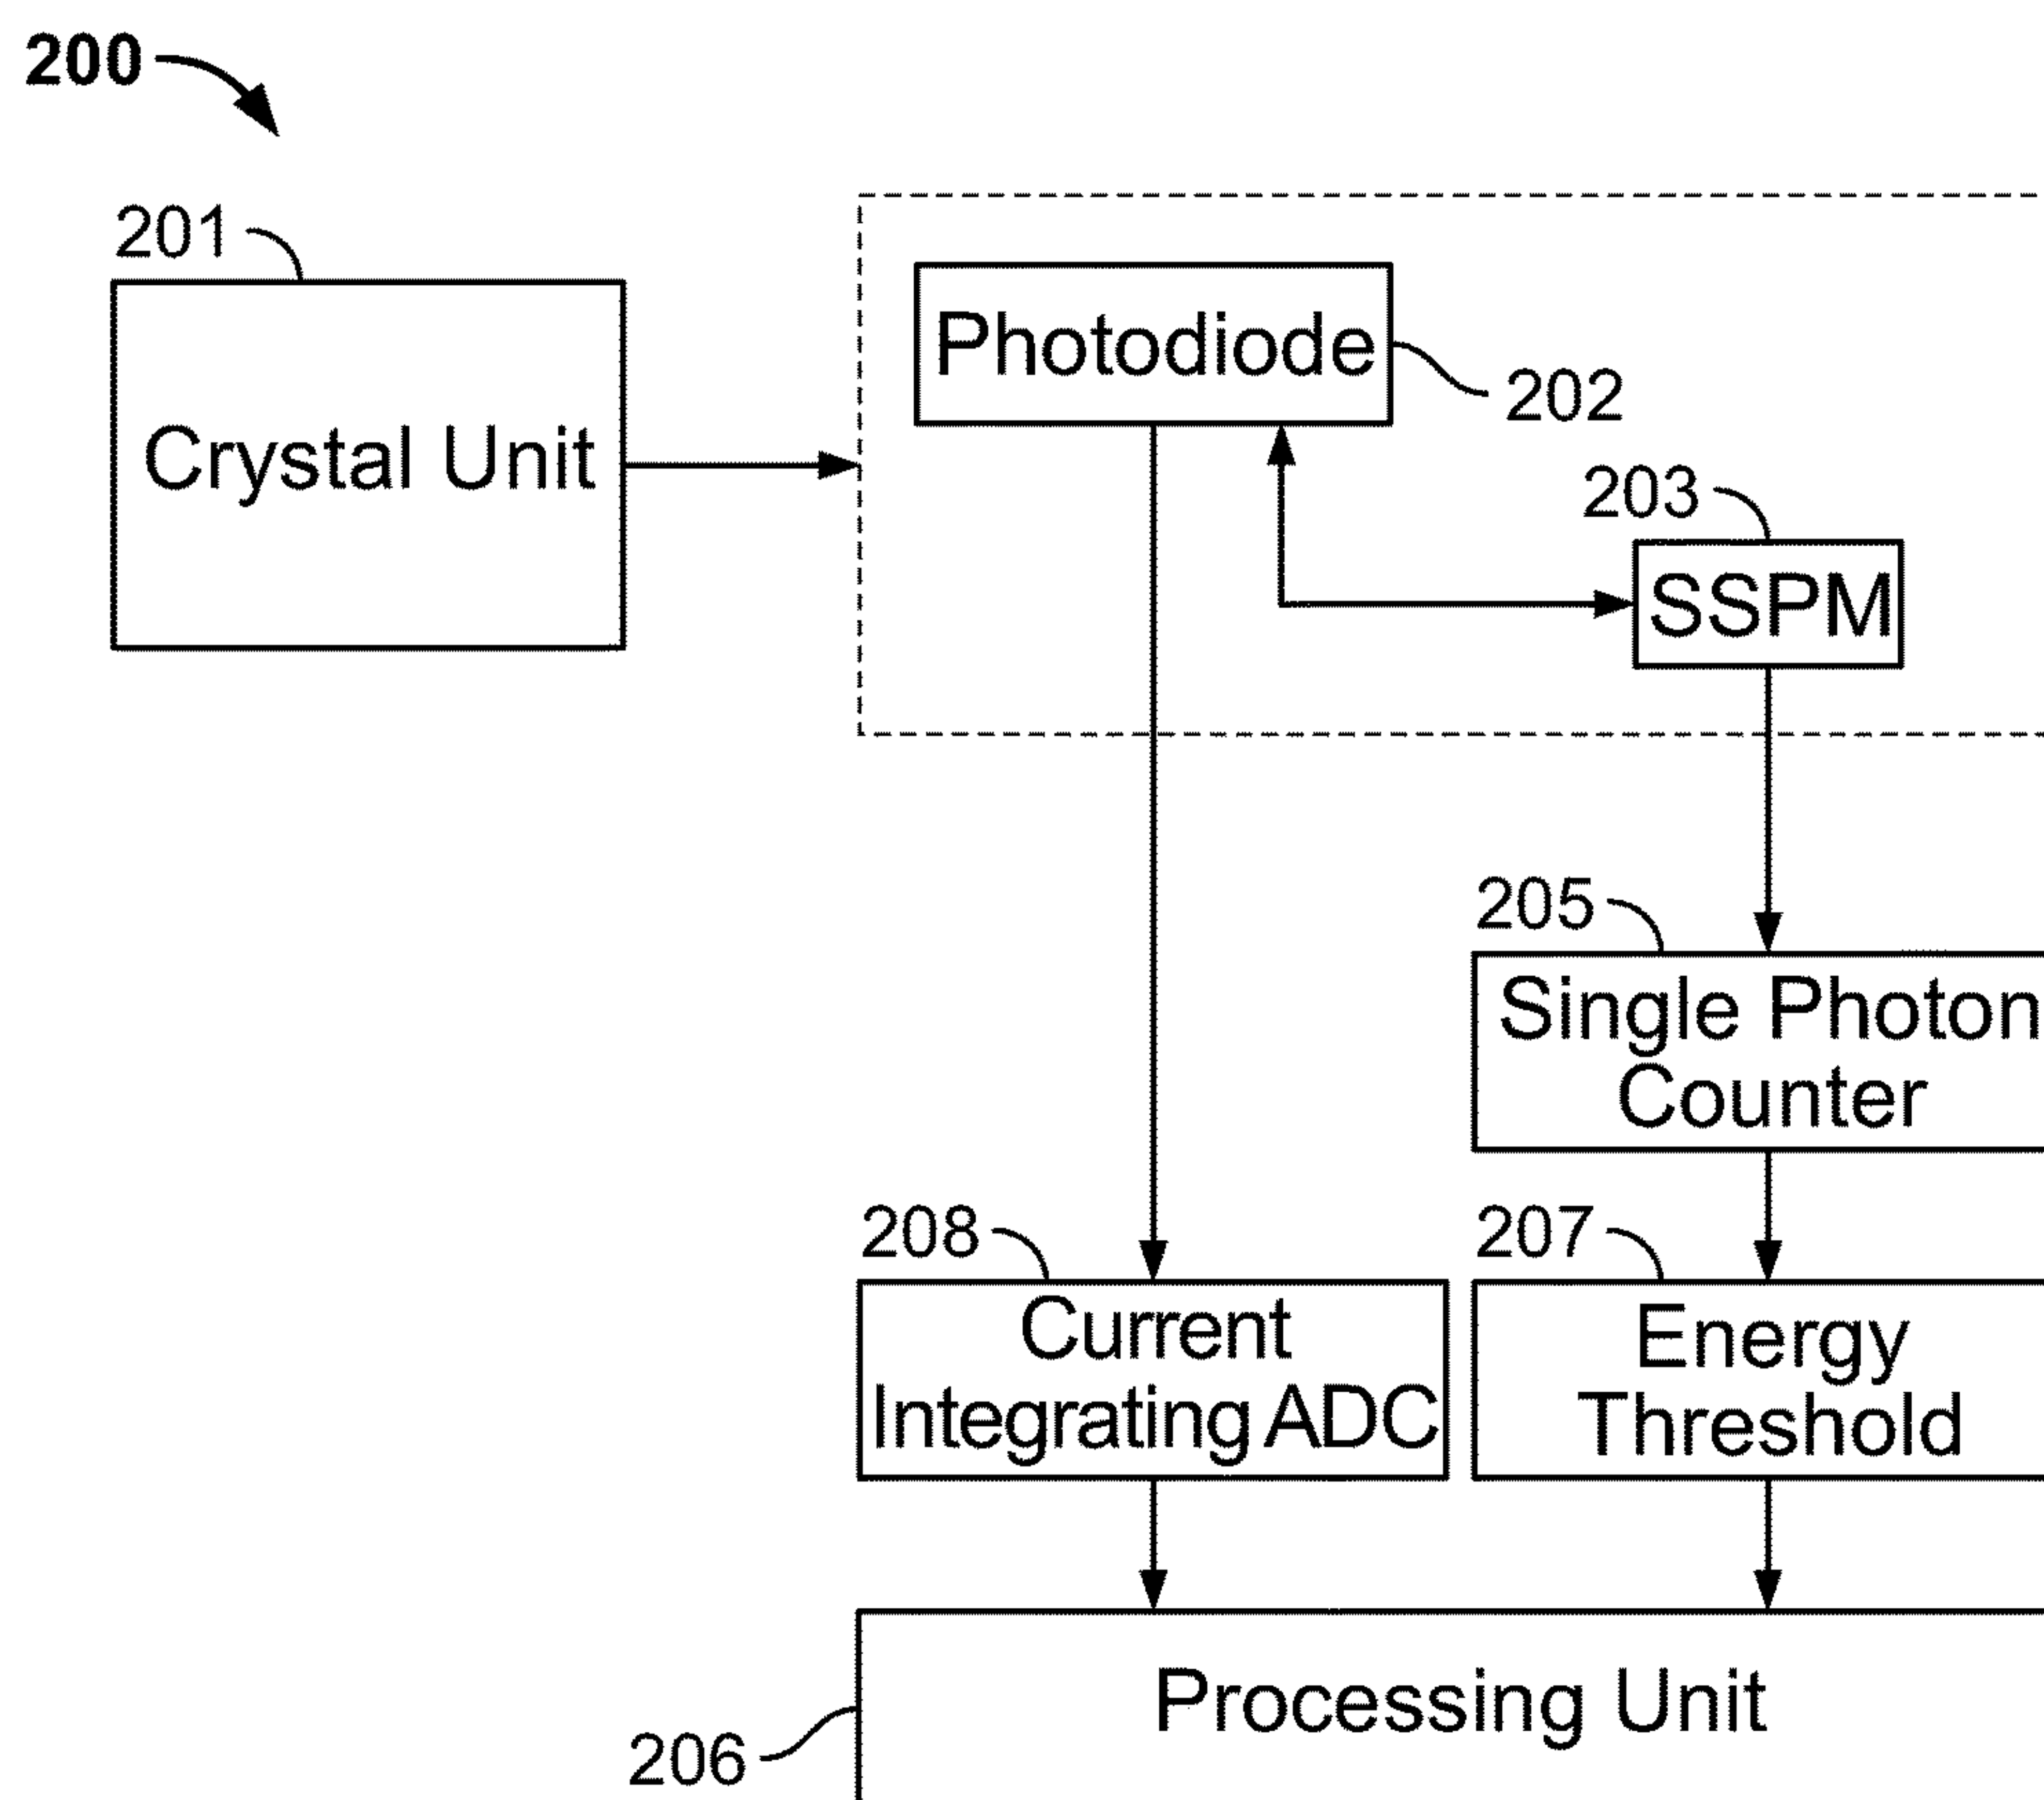 200
201
Crystal Unit
Photodiode
202
203
SSPM
205
Single Photon
Counter
208
Current
Integrating ADC
207
Energy
Threshold
Processing Unit
206